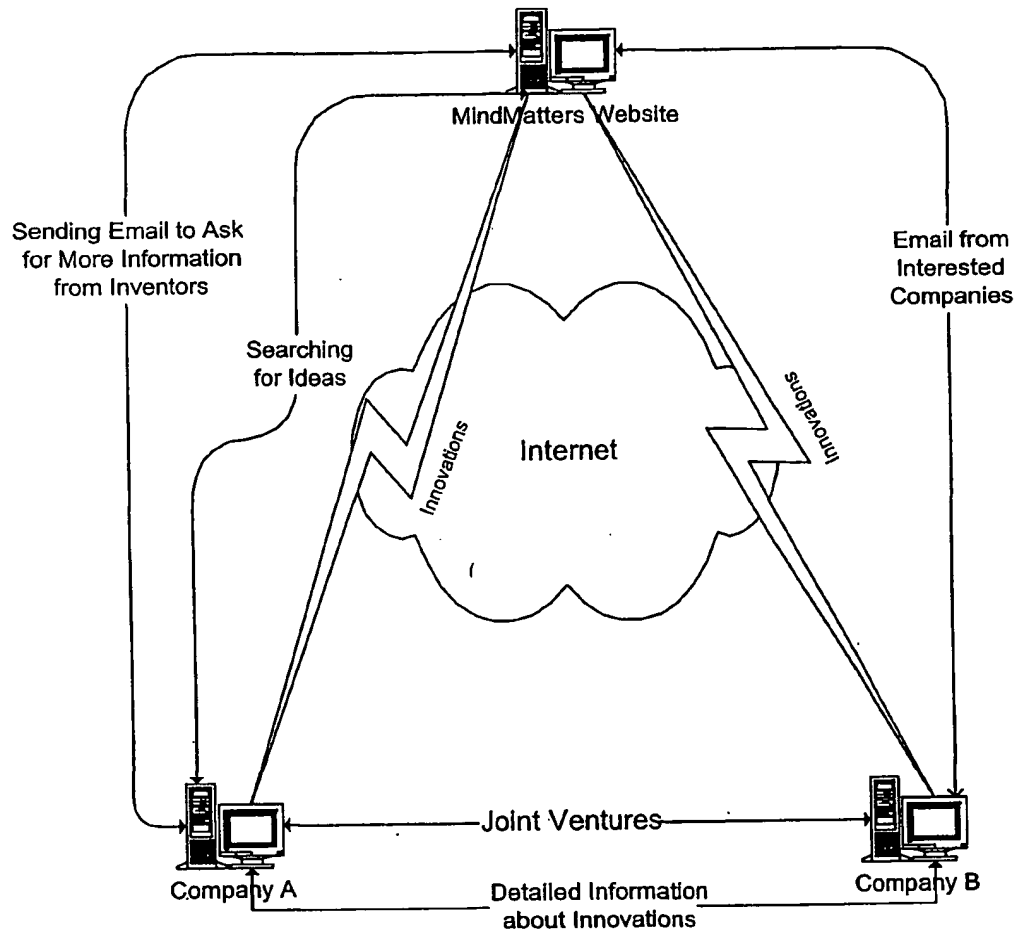 MindMatters Website
Sending Email to Ask
for More Information
from Inventors
Email from
Interested
Companies
Searching
for Ideas
Innovations
Internet
Innovations
Joint Ventures
Company A
Company B
Detailed Information
about Innovations